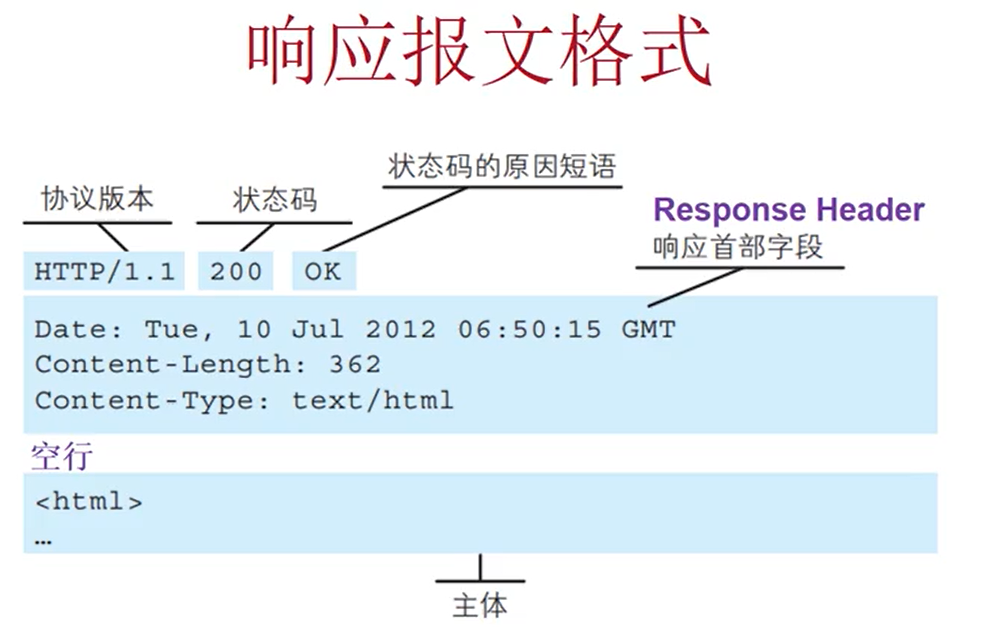 响应报文格式
状态码的原因短语
协议版本
状态码
Response Header
响应首部字段
HTTP/1.1 200 OK
Date: Tue, 10 Jul 2012 06:50:15 GMT
Content-Length: 362
Content-Type: text/html
空行
<html>
…
主体